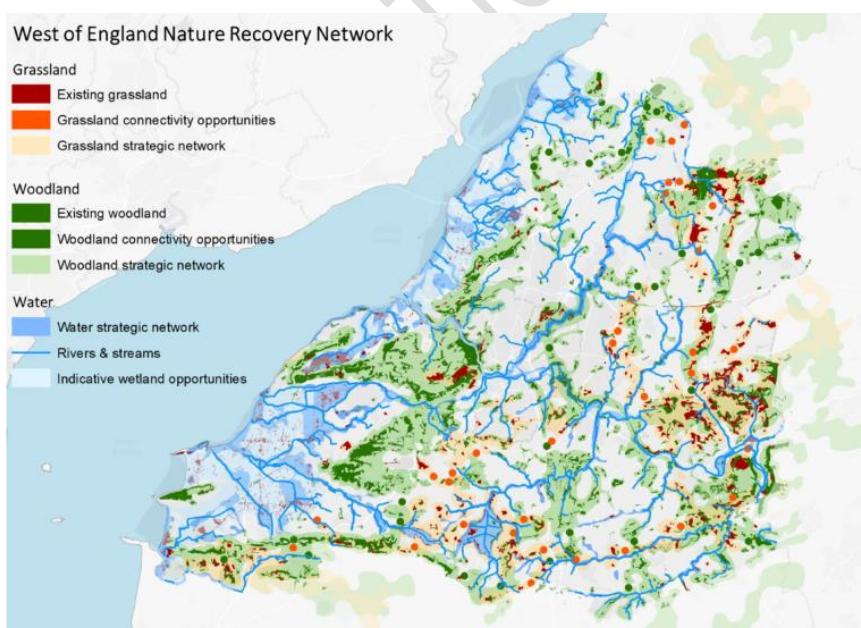 West of England Nature Recovery Network
Grassland
Existing grassland
Grassland connectivity opportunities
Grassland strategic network
Woodland
Existing woodland
Woodland connectivity opportunities
Woodland strategic network
Water
Water strategic network
Rivers & streams
Indicative wetland opportunities